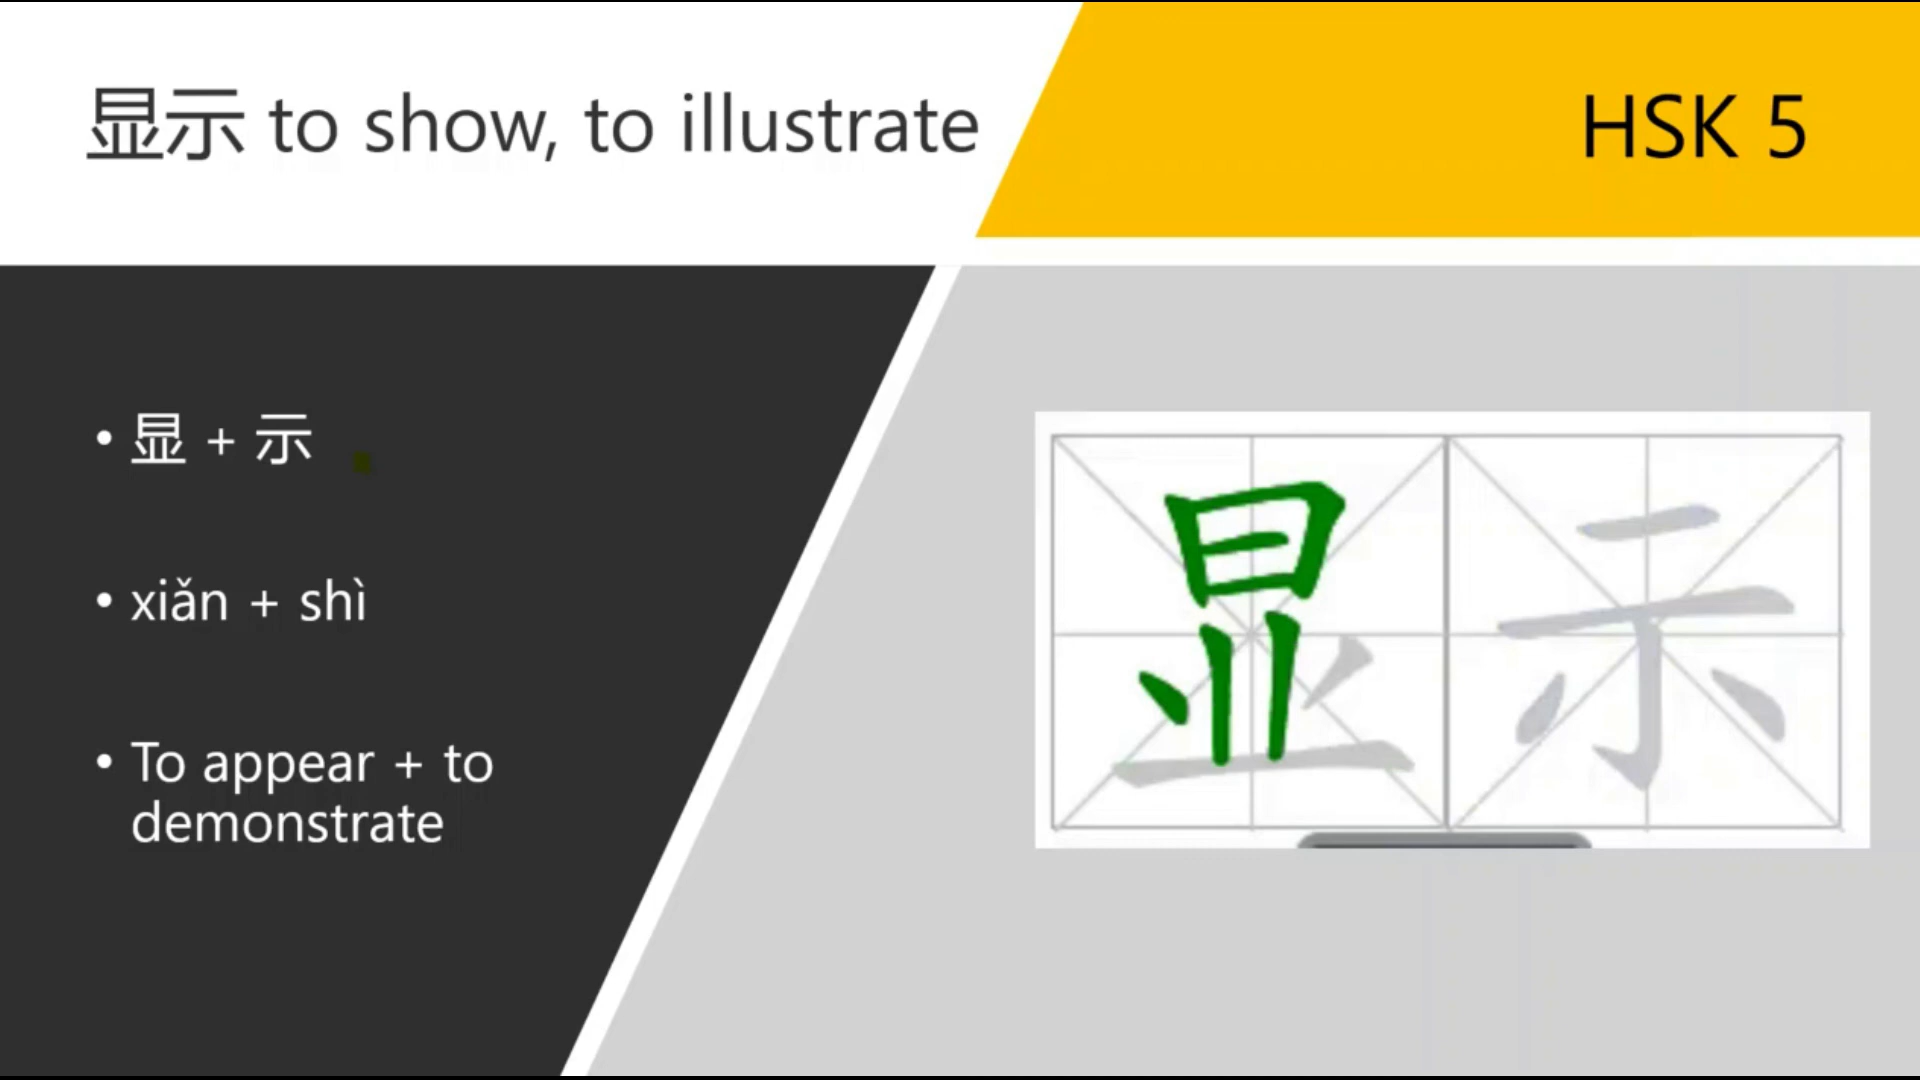 显示 to show, to illustrate
HSK 5
• 显 + 示
• xiǎn + shì
• To appear + to
demonstrate
显示